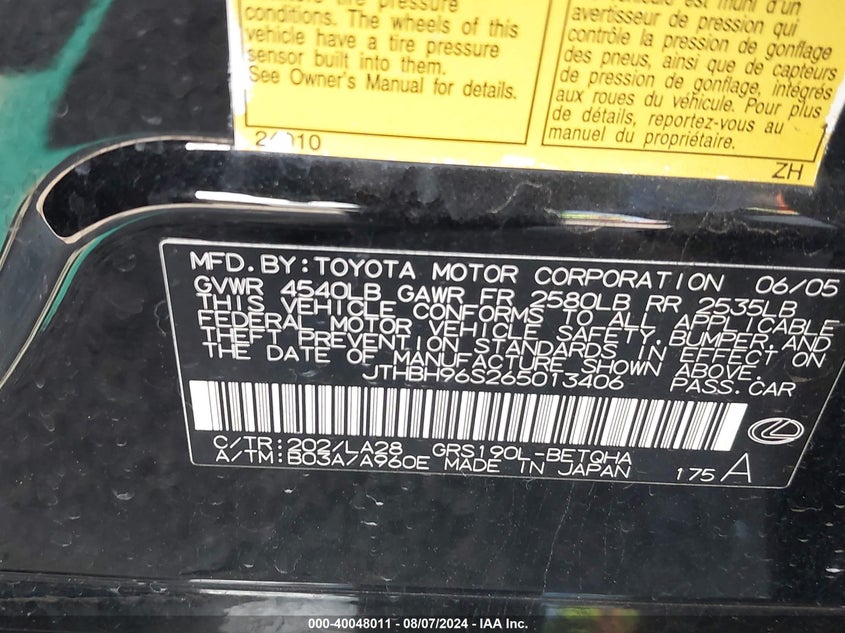 conditions. The wheels of this
vehicle have a tire pressure
sensor built into them.
See Owner's Manual for details.
avertisseur de pression qui
contrôle la pression de gonflage
des pneus, ainsi que de capteurs
de pression de gonflage, intégrés
aux roues du véhicule. Pour plus
de détails, reportez-vous au
manuel du propriétaire.
ZH
MFD.BY:TOYOTA MOTOR CORPORATION 06/05
GVWR 4540LB GAWR FR 2580LB RR 2535LB
THIS VEHICLE CONFORMS TO ALL APPLICABLE
FEDERAL MOTOR VEHICLE SAFETY,BUMPER,AND
THEFT PREVENTION STANDARDS IN EFFECT ON
THE DATE OF MANUFACTURE SHOWN ABOVE.
JTHBH96S265013406 PASS.CAR
C/TR:202/LA28 GRS190L-BETQHA
A/TM:B03A/A960E MADE IN JAPAN 175 A
000-40048011 - 08/07/2024 - IAA Inc.